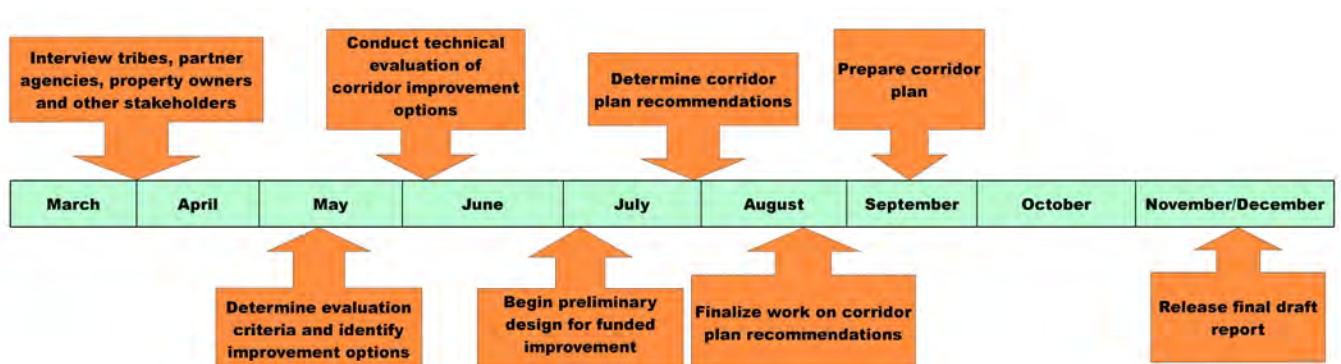 Interview tribes, partner
agencies, property owners
and other stakeholders
Conduct technical
evaluation of
corridor improvement
options
Determine corridor
plan recommendations
Prepare corridor
plan
March
April
May
June
July
August
September
October
November/December
Determine evaluation
criteria and identify
improvement options
Begin preliminary
design for funded
improvement
Finalize work on corridor
plan recommendations
Release final draft
report